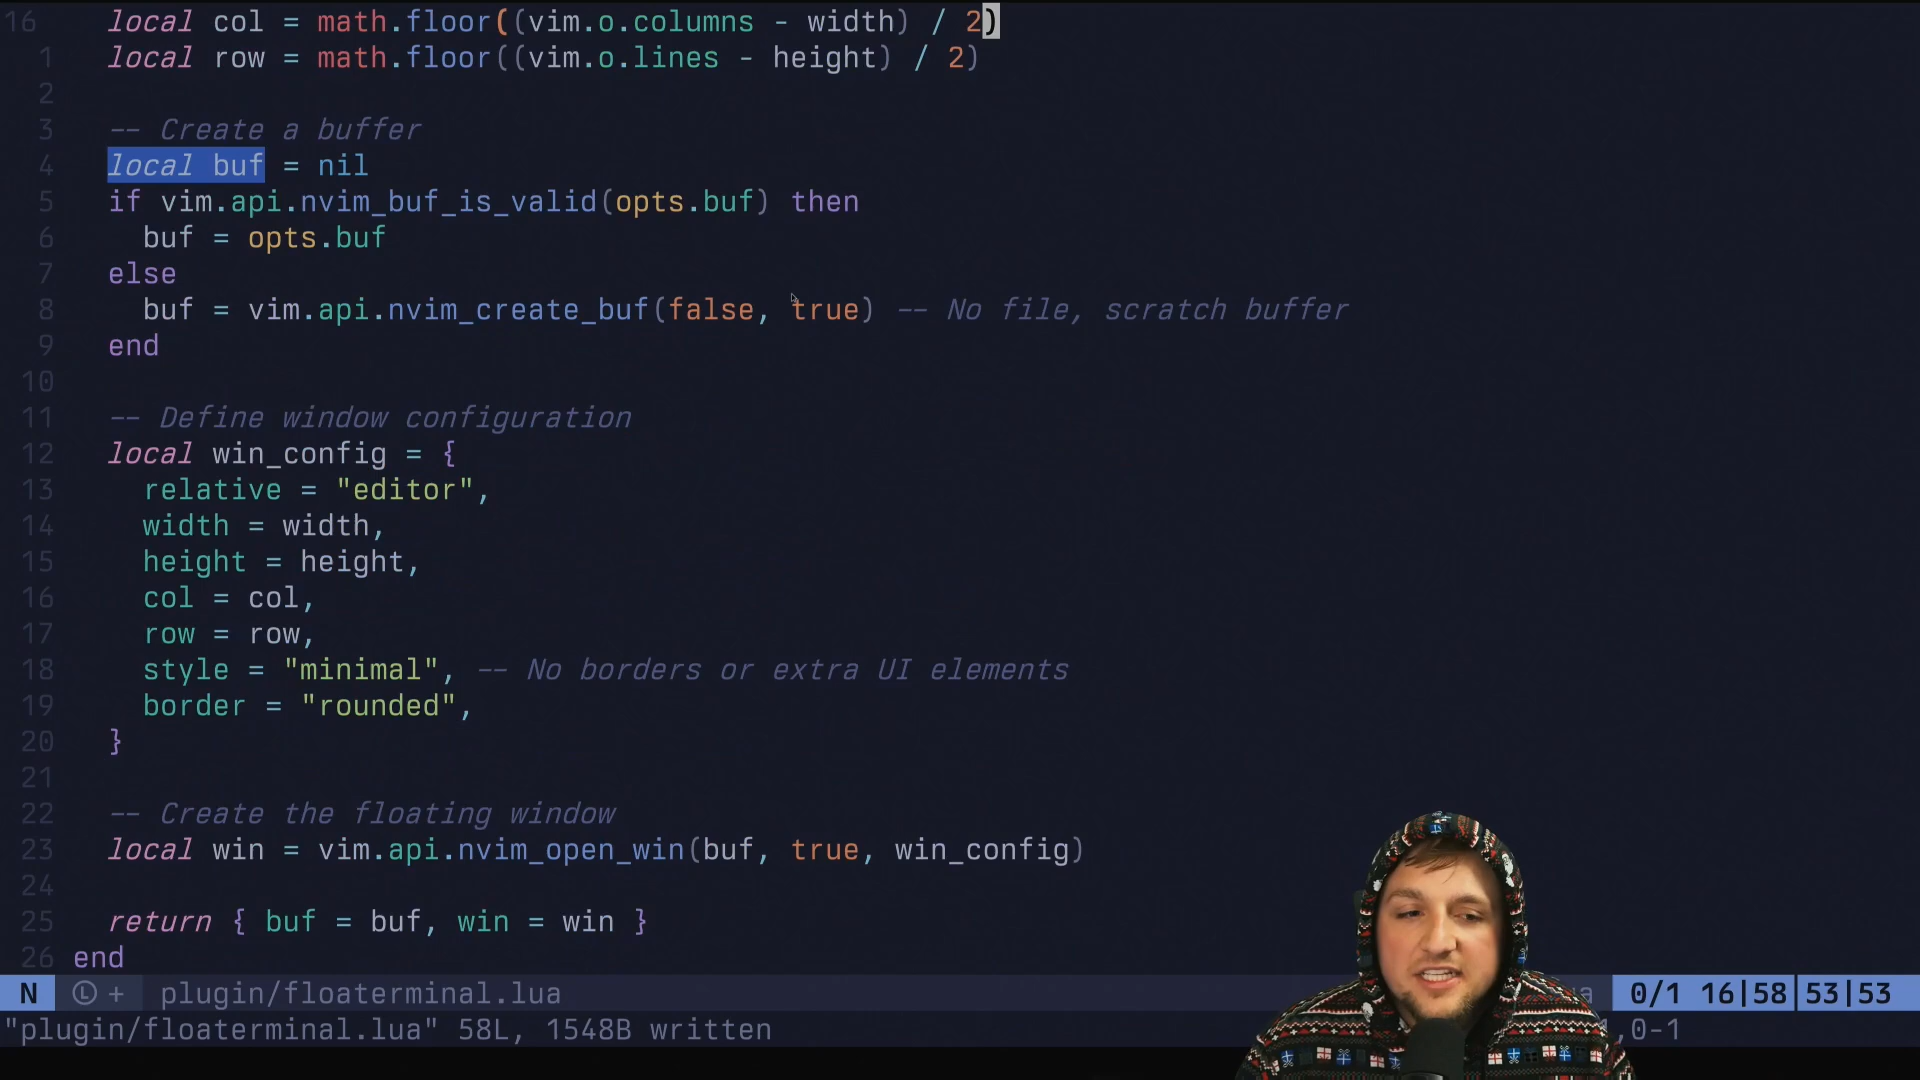 16 local col = math.floor((vim.o.columns - width) / 2)
1 local row = math.floor((vim.o.lines - height) / 2)
2
3 -- Create a buffer
4 local buf = nil
5 if vim.api.nvim_buf_is_valid(opts.buf) then
6 buf = opts.buf
7 else
8 buf = vim.api.nvim_create_buf(false, true) -- No file, scratch buffer
9 end
10
11 -- Define window configuration
12 local win_config = {
13 relative = "editor",
14 width = width,
15 height = height,
16 col = col,
17 row = row,
18 style = "minimal", -- No borders or extra UI elements
19 border = "rounded",
20 }
21
22 -- Create the floating window
23 local win = vim.api.nvim_open_win(buf, true, win_config)
24
25 return { buf = buf, win = win }
26 end
N Ⓛ + plugin/floaterminal.lua 0/1 16|58|53|53
"plugin/floaterminal.lua" 58L, 1548B written ,0-1